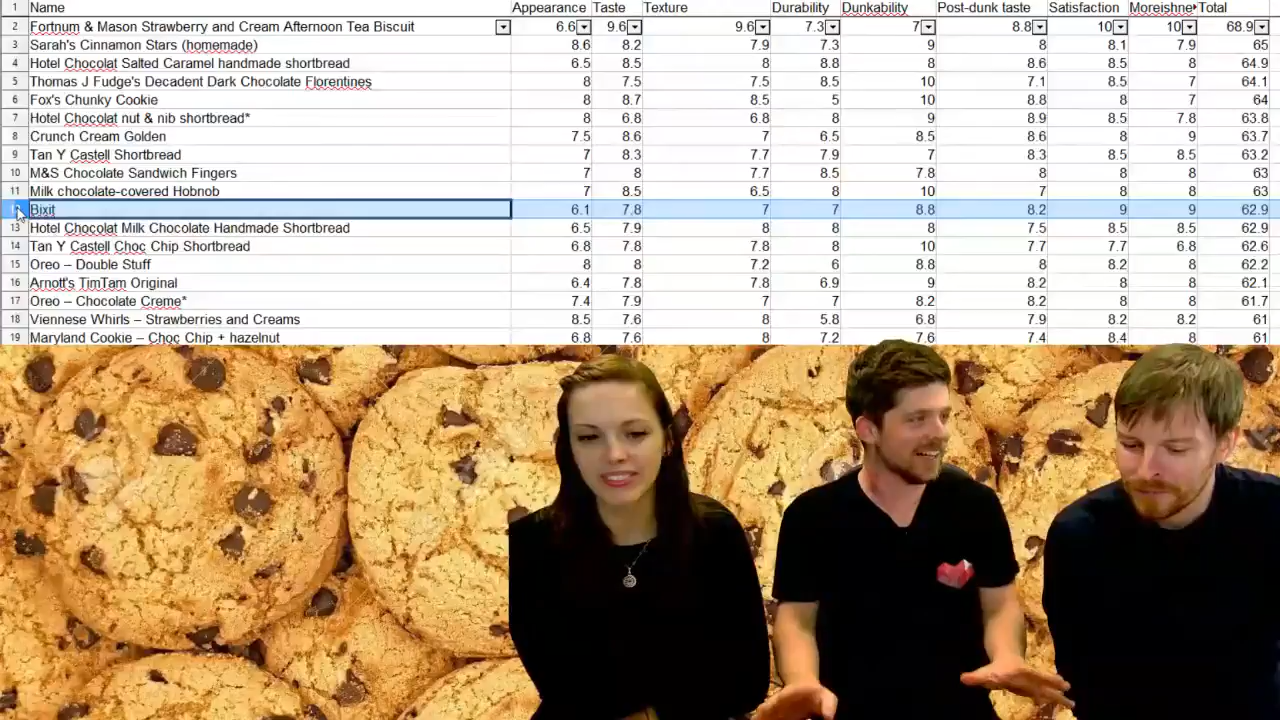 1 Name Appearance Taste Texture Durability Dunkability Post-dunk taste Satisfaction Moreishne Total
2 Fortnum & Mason Strawberry and Cream Afternoon Tea Biscuit 6.6 9.6 9.6 7.3 7 8.8 10 10 68.9
3 Sarah's Cinnamon Stars (homemade) 8.6 8.2 7.9 7.3 9 8 8.1 7.9 65
4 Hotel Chocolat Salted Caramel handmade shortbread 6.5 8.5 8 8.8 8 8.6 8.5 8 64.9
5 Thomas J Fudge's Decadent Dark Chocolate Florentines 8 7.5 7.5 8.5 10 7.1 8.5 7 64.1
6 Fox's Chunky Cookie 8 8.7 8.5 5 10 8.8 8 7 64
7 Hotel Chocolat nut & nib shortbread* 8 6.8 6.8 8 9 8.9 8.5 7.8 63.8
8 Crunch Cream Golden 7.5 8.6 7 6.5 8.5 8.6 8 9 63.7
9 Tan Y Castell Shortbread 7 8.3 7.7 7.9 7 8.3 8.5 8.5 63.2
10 M&S Chocolate Sandwich Fingers 7 8 7.7 8.5 7.8 8 8 8 63
11 Milk chocolate-covered Hobnob 7 8.5 6.5 8 10 7 8 8 63
Bixit 6.1 7.8 7 7 8.8 8.2 9 9 62.9
13 Hotel Chocolat Milk Chocolate Handmade Shortbread 6.5 7.9 8 8 8 7.5 8.5 8.5 62.9
14 Tan Y Castell Choc Chip Shortbread 6.8 7.8 7.8 8 10 7.7 7.7 6.8 62.6
15 Oreo – Double Stuff 8 8 7.2 6 8.8 8 8.2 8 62.2
16 Arnott's TimTam Original 6.4 7.8 7.8 6.9 9 8.2 8 8 62.1
17 Oreo – Chocolate Creme* 7.4 7.9 7 7 8.2 8.2 8 8 61.7
18 Viennese Whirls – Strawberries and Creams 8.5 7.6 8 5.8 6.8 7.9 8.2 8.2 61
19 Maryland Cookie – Choc Chip + hazelnut 6.8 7.6 8 7.2 7.6 7.4 8.4 8 61